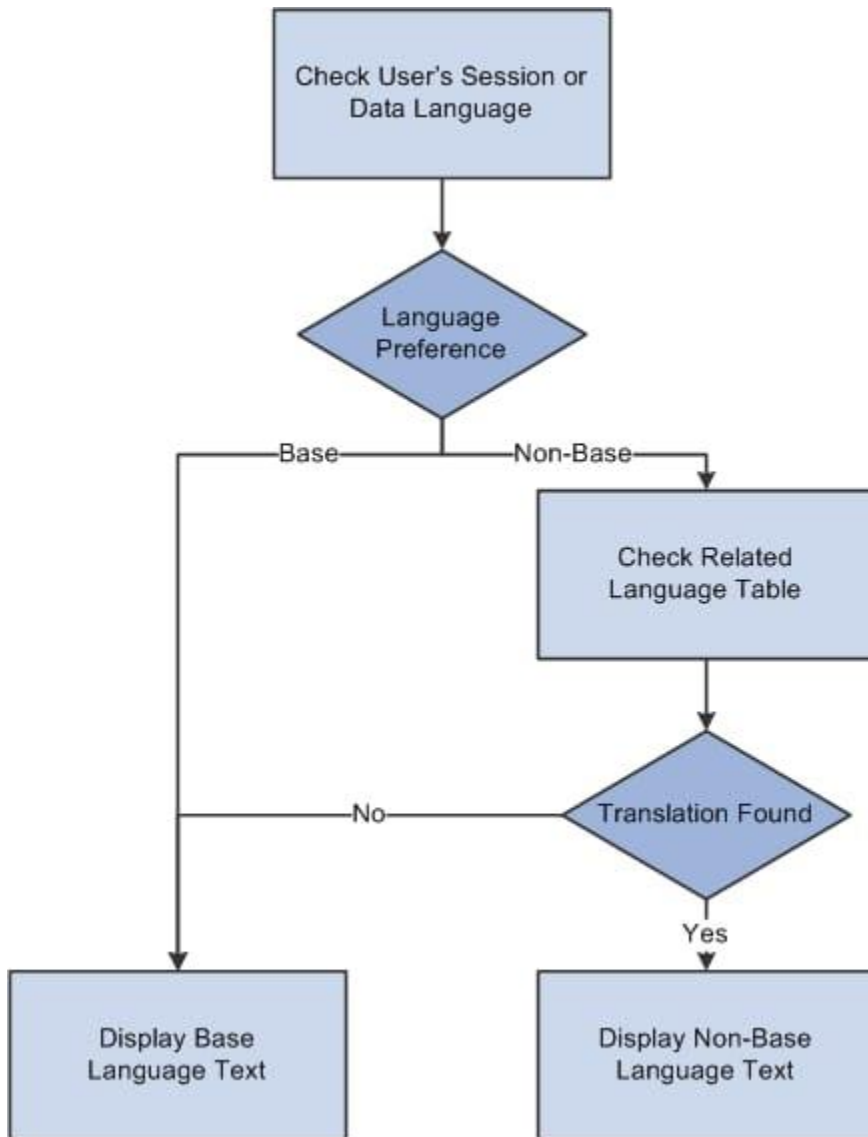 Check User's Session or
Data Language
Language
Preference
Base
Non-Base
Check Related
Language Table
No
Translation Found
Yes
Display Base
Language Text
Display Non-Base
Language Text